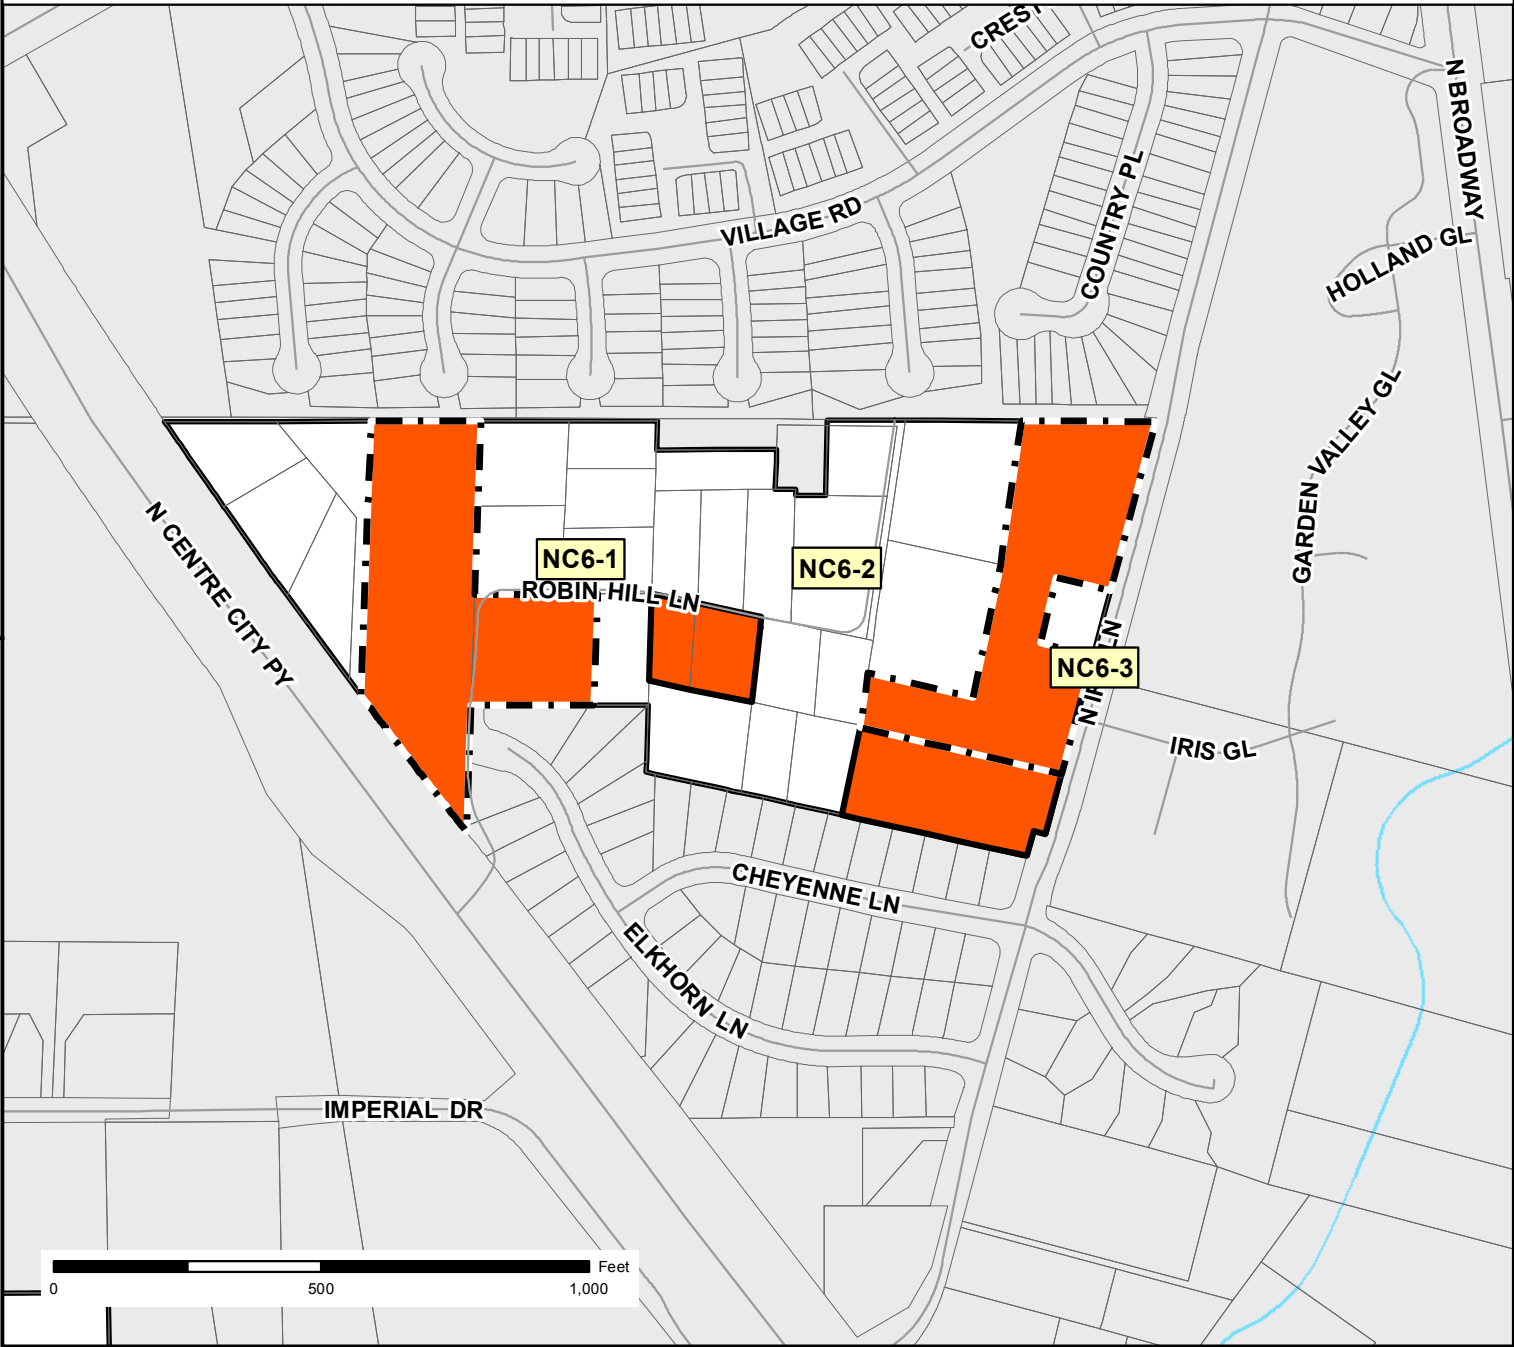 CREST
N BROADWAY
COUNTRY PL
VILLAGE RD
HOLLAND GL
GARDEN VALLEY GL
N CENTRE CITY PY
NC6-1
NC6-2
ROBIN HILL LN
NC6-3
IRIS GL
CHEYENNE LN
ELKHORN LN
IMPERIAL DR
Feet
0 500 1,000